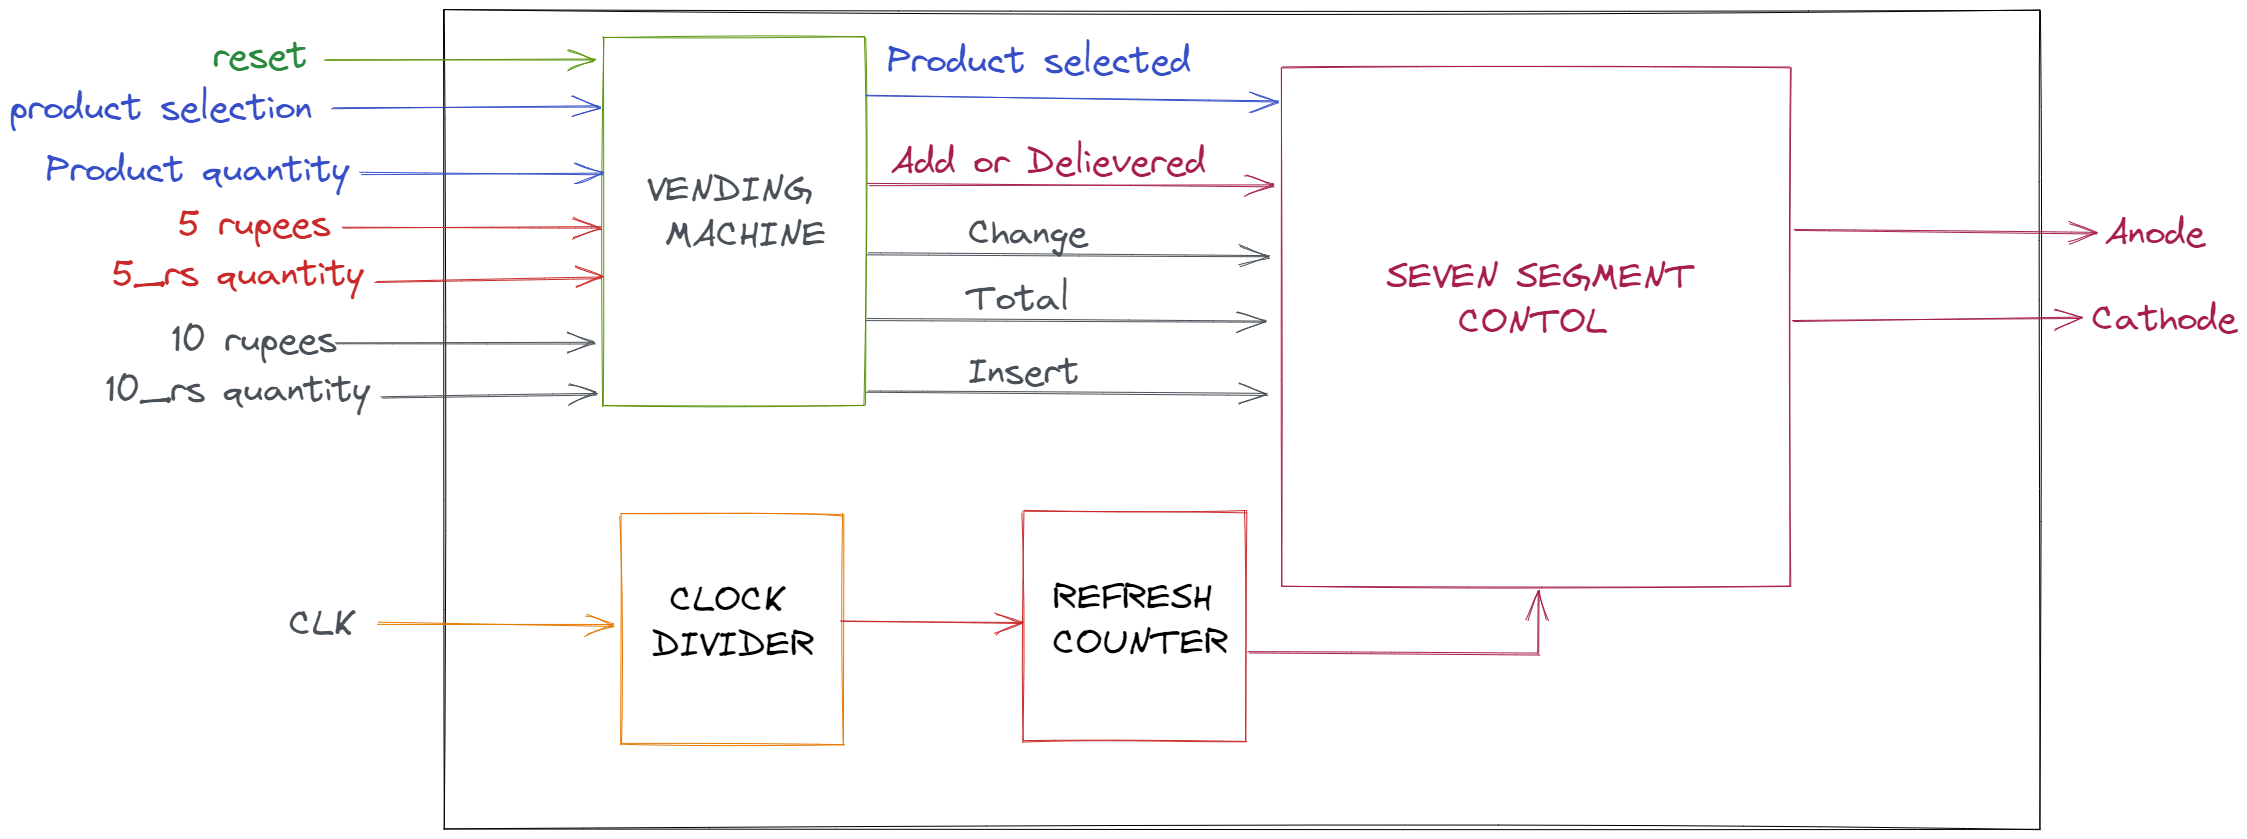 reset
product selection
Product quantity
5 rupees
5_rs quantity
10 rupees
10_rs quantity
VENDING
MACHINE
Product selected
Add or Delievered
Change
Total
Insert
SEVEN SEGMENT
CONTOL
Anode
Cathode
CLK
CLOCK
DIVIDER
REFRESH
COUNTER